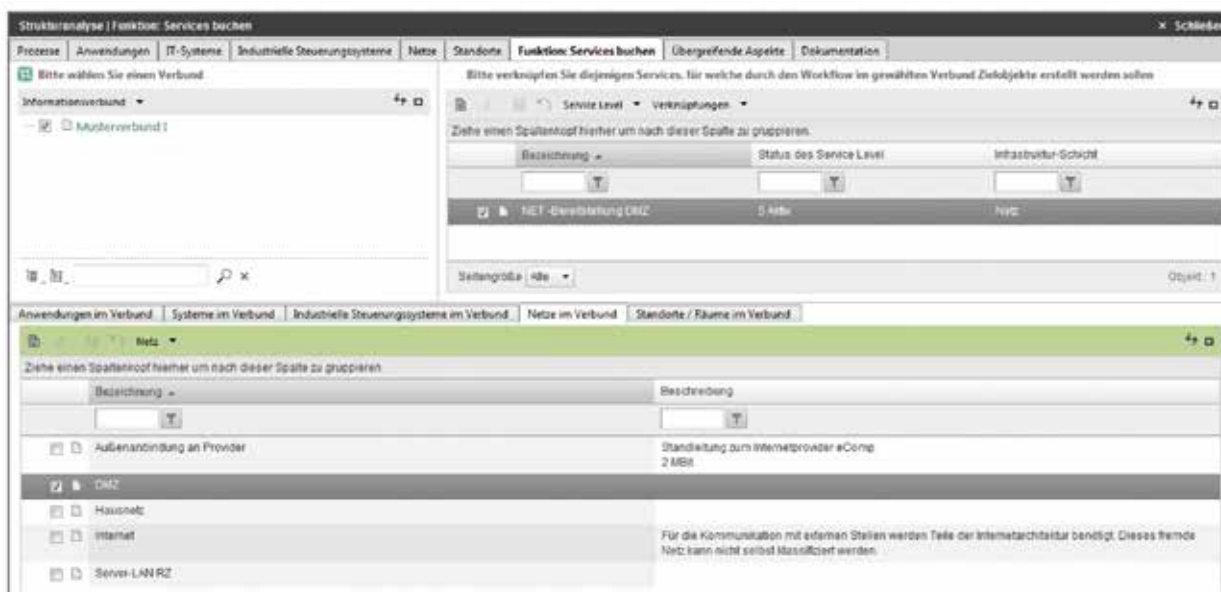 Strukturanalyse | Funktion: Services buchen × Schließen
Prozesse Anwendungen IT-Systeme Industrielle Steuerungssysteme Netze Standorte Funktion: Services buchen Übergreifende Aspekte Dokumentation
Bitte wählen Sie einen Verbund
Bitte verknüpfen Sie diejenigen Services, für welche durch den Workflow im gewählten Verbund Zielobjekte erstellt werden sollen
Informationsverbund
Service Level Verknüpfungen
Musterverbund 1
Ziehe einen Spaltenkopf hierher um nach dieser Spalte zu gruppieren.
Bezeichnung Status des Service Level Infrastruktur-Schicht
NET -Bereitstellung DMZ 5 Aktiv Netz
Seitengröße Alle Objekt: 1
Anwendungen im Verbund Systeme im Verbund Industrielle Steuerungssysteme im Verbund Netze im Verbund Standorte / Räume im Verbund
Netz
Ziehe einen Spaltenkopf hierher um nach dieser Spalte zu gruppieren.
Bezeichnung Beschreibung
Außenanbindung an Provider Standleitung zum Internetprovider eComp
2 MBit
DMZ
Hausnetz
Internet Für die Kommunikation mit externen Stellen werden Teile der Internetarchitektur benötigt. Dieses fremde
Netz kann nicht selbst klassifiziert werden.
Server-LAN RZ